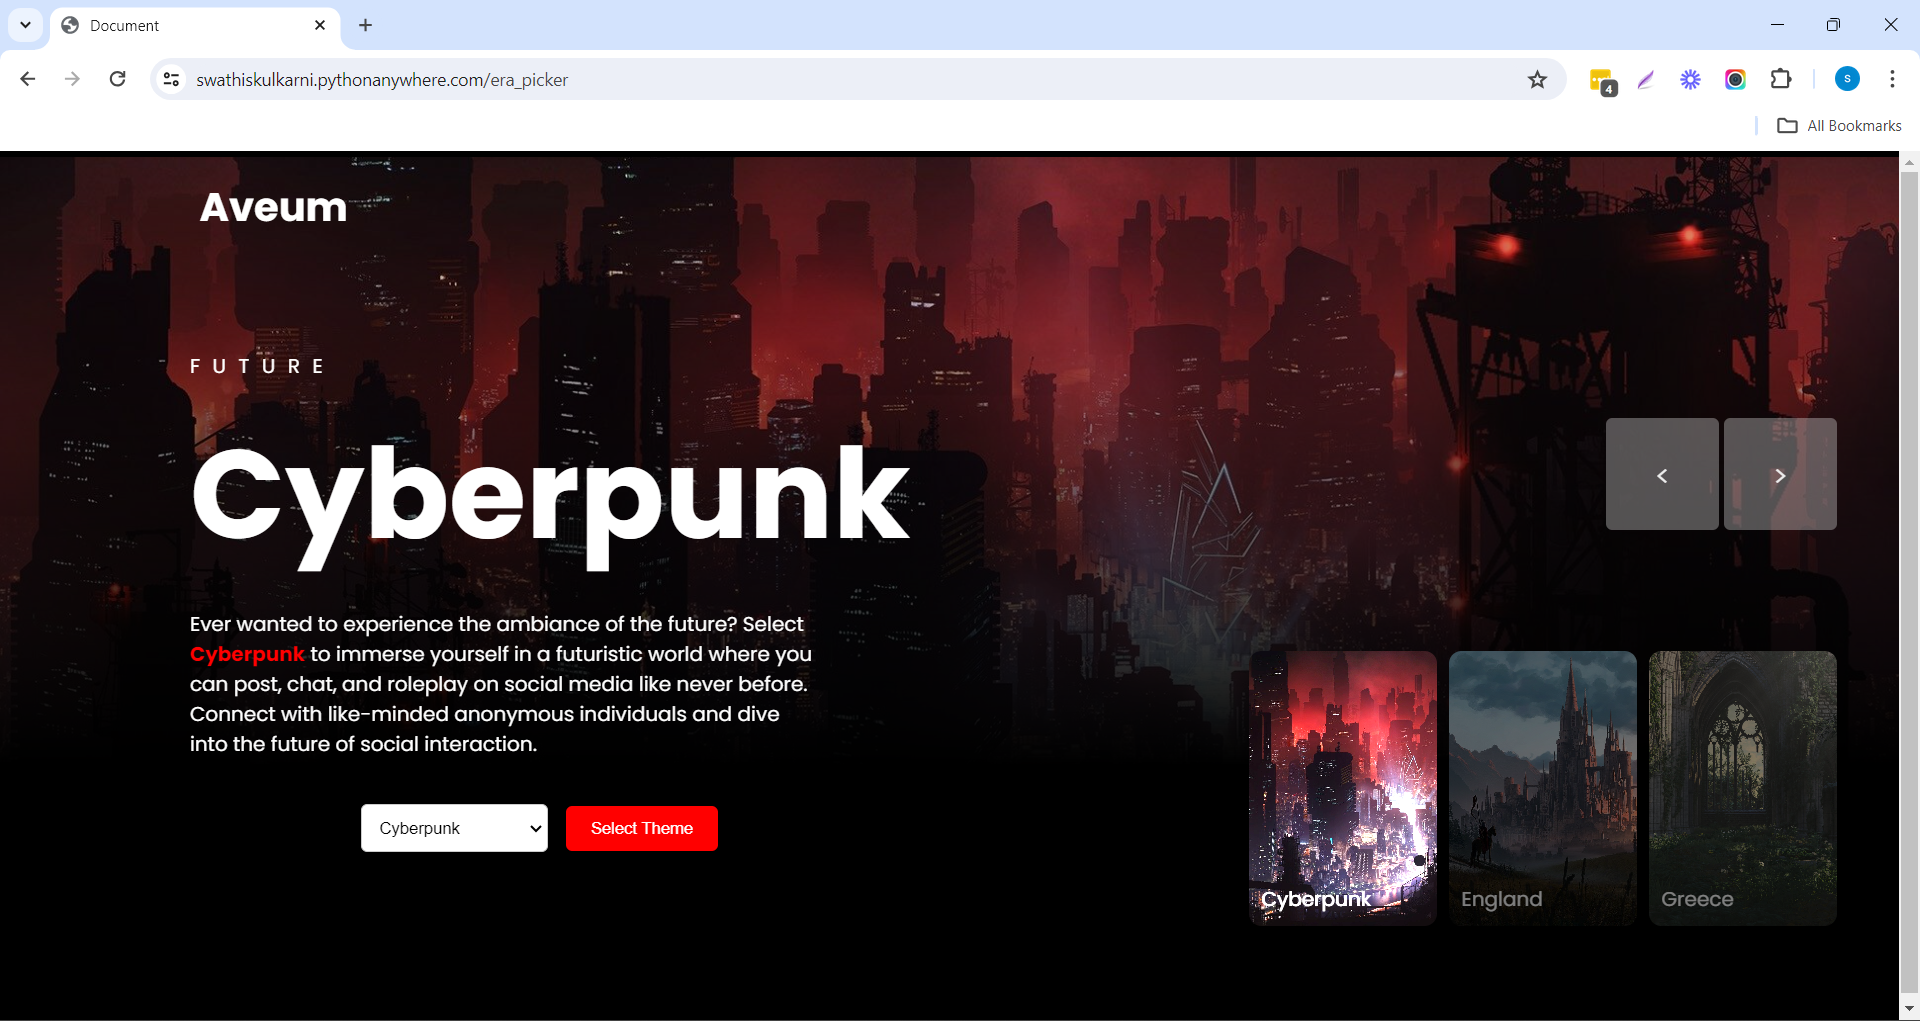 Document
swathiskulkarni.pythonanywhere.com/era_picker
4
S
All Bookmarks
Aveum
FUTURE
Cyberpunk
Ever wanted to experience the ambiance of the future? Select
Cyberpunk to immerse yourself in a futuristic world where you
can post, chat, and roleplay on social media like never before.
Connect with like-minded anonymous individuals and dive
into the future of social interaction.
Cyberpunk
Select Theme
<
>
Cyberpunk
England
Greece